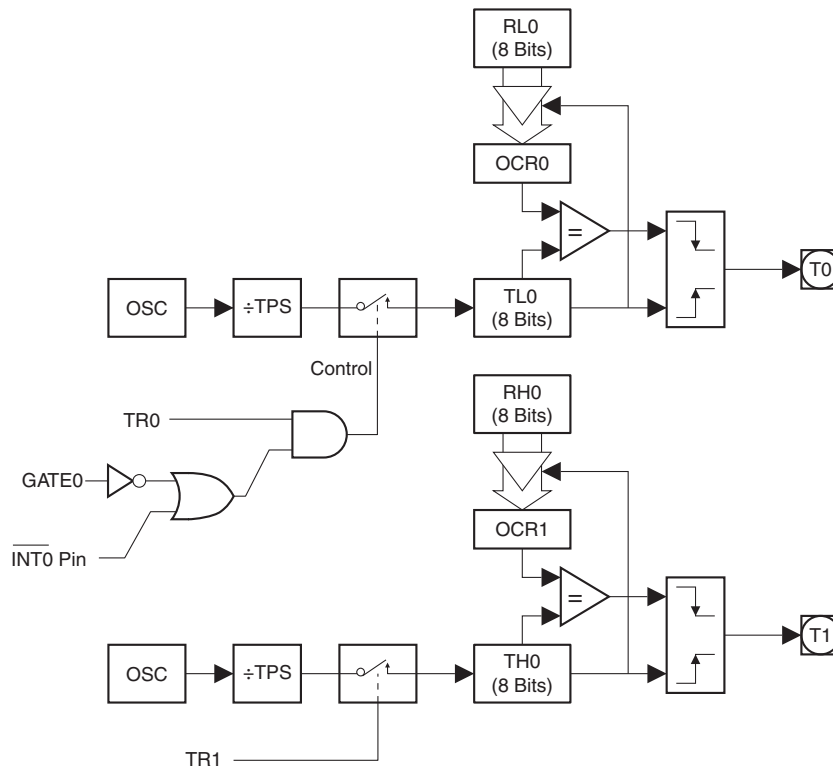 RL0
(8 Bits)
OCR0
=
T0
OSC
÷TPS
TL0
(8 Bits)
Control
TR0
RH0
(8 Bits)
GATE0
OCR1
INT0 Pin
=
T1
OSC
÷TPS
TH0
(8 Bits)
TR1